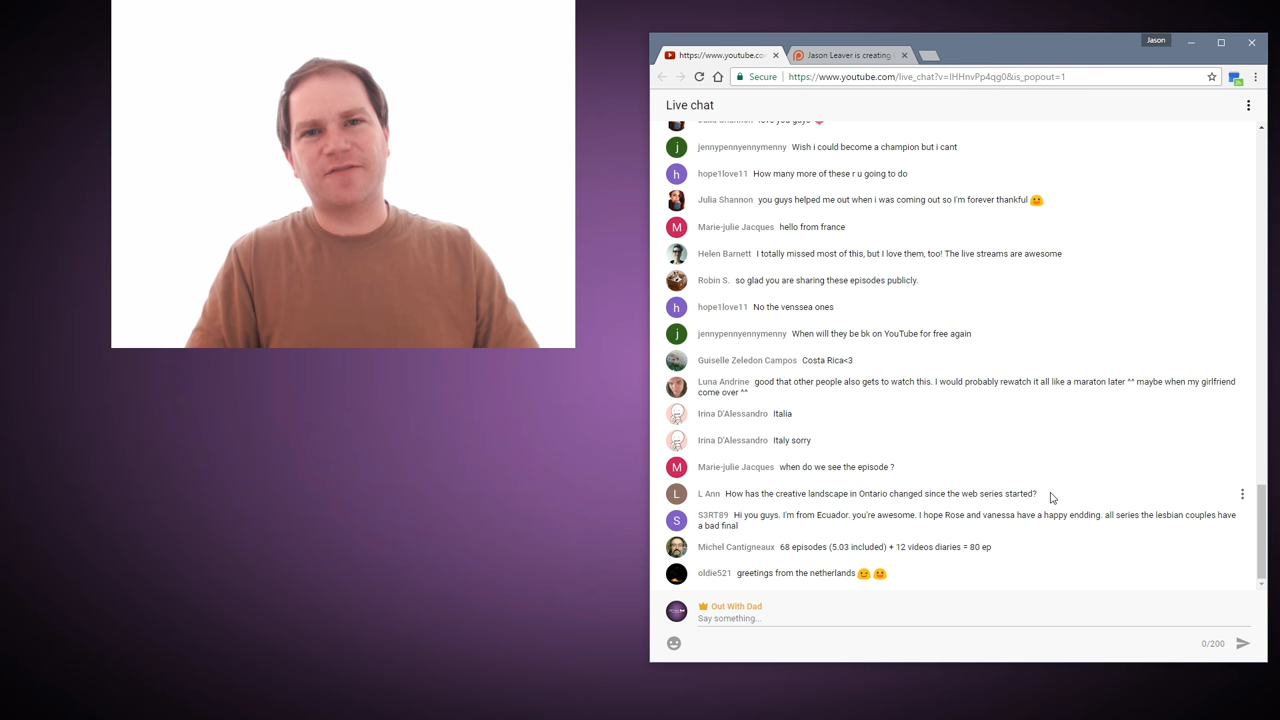 Jason
https://www.youtube.co
Jason Leaver is creating
Secure https://www.youtube.com/live_chat?v=IHHnvPp4qg0&is_popout=1
Live chat
jennypennyennymenny Wish i could become a champion but i cant
hope1love11 How many more of these r u going to do
Julia Shannon you guys helped me out when i was coming out so I'm forever thankful
Marie-julie Jacques hello from france
Helen Barnett I totally missed most of this, but I love them, too! The live streams are awesome
Robin S. so glad you are sharing these episodes publicly.
hope1love11 No the venssea ones
jennypennyennymenny When will they be bk on YouTube for free again
Guiselle Zeledon Campos Costa Rica<3
Luna Andrine good that other people also gets to watch this. I would probably rewatch it all like a maraton later ^^ maybe when my girlfriend
come over ^^
Irina D'Alessandro Italia
Irina D'Alessandro Italy sorry
Marie-julie Jacques when do we see the episode ?
L Ann How has the creative landscape in Ontario changed since the web series started?
S3RT89 Hi you guys. I'm from Ecuador. you're awesome. I hope Rose and vanessa have a happy endding. all series the lesbian couples have
a bad final
Michel Cantigneaux 68 episodes (5.03 included) + 12 videos diaries = 80 ep
oldie521 greetings from the netherlands
Out With Dad
Say something...
0/200